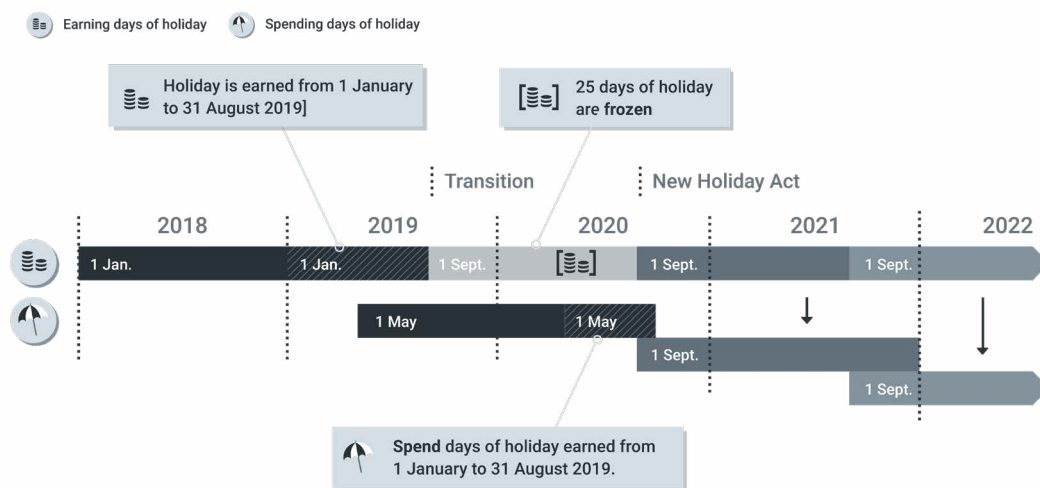 Earning days of holiday
Spending days of holiday
Holiday is earned from 1 January
to 31 August 2019]
25 days of holiday
are frozen
Transition
New Holiday Act
2018
2019
2020
2021
2022
1 Jan.
1 Jan.
1 Sept.
1 Sept.
1 Sept.
1 May
1 May
1 Sept.
1 Sept.
Spend days of holiday earned from
1 January to 31 August 2019.